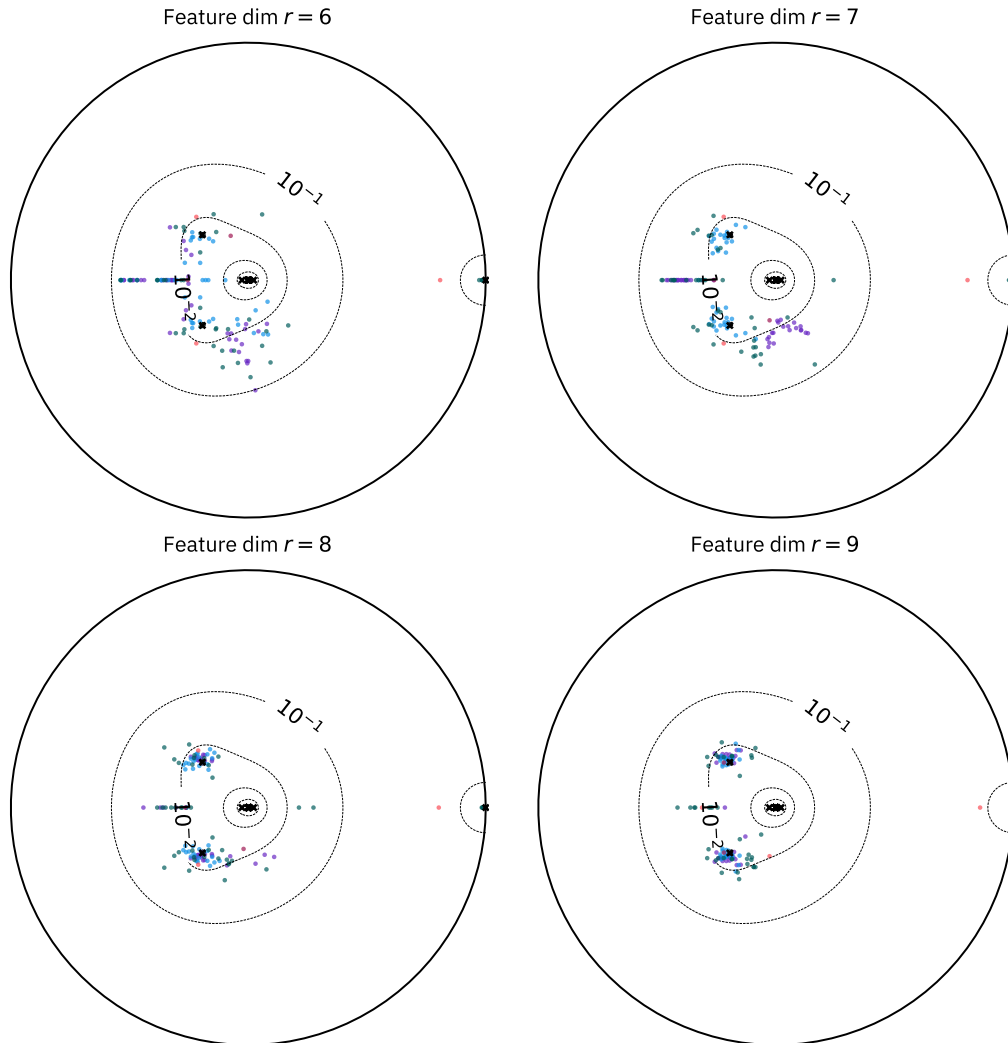 Feature dim r = 6
Feature dim r = 7
10⁻¹
10⁻¹
10⁻²
10⁻²
Feature dim r = 8
Feature dim r = 9
10⁻¹
10⁻¹
10⁻²
10⁻²